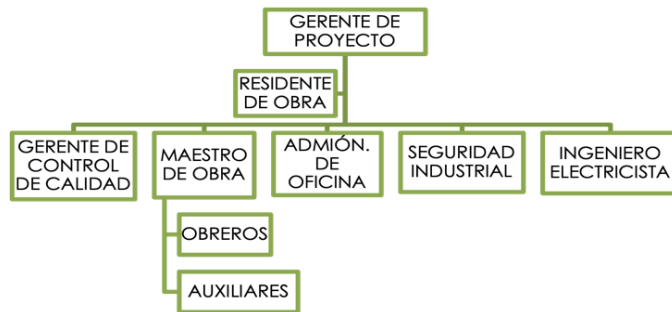 GERENTE DE
PROYECTO
RESIDENTE
DE OBRA
GERENTE DE
CONTROL
DE CALIDAD
MAESTRO
DE OBRA
ADMIÓN.
DE
OFICINA
SEGURIDAD
INDUSTRIAL
INGENIERO
ELECTRICISTA
OBREROS
AUXILIARES